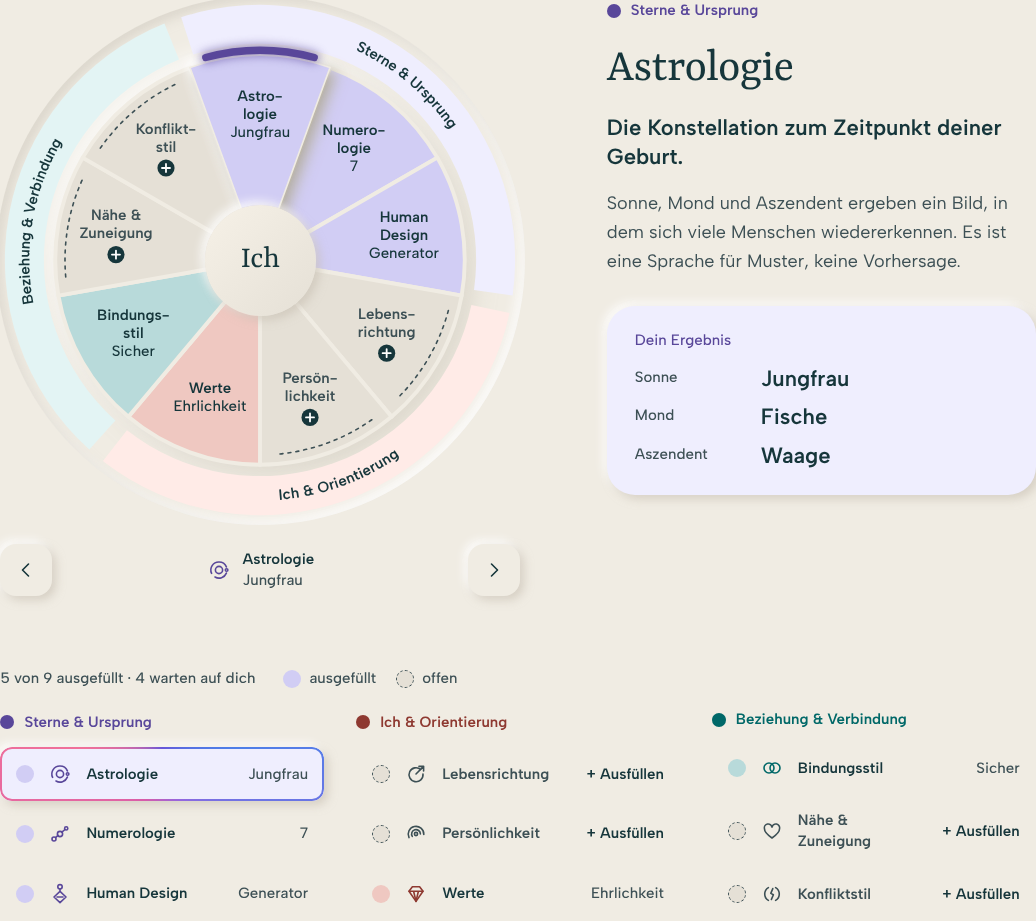 Sterne & Ursprung
Astro-
logie
Jungfrau
Numero-
logie
7
Human
Design
Generator
Lebens-
richtung
Persön-
lichkeit
Werte
Ehrlichkeit
Bindungs-
stil
Sicher
Nähe &
Zuneigung
Konflikt-
stil
Ich
Ich & Orientierung
Beziehung & Verbindung
Astrologie
Jungfrau
Sterne & Ursprung
Astrologie
Die Konstellation zum Zeitpunkt deiner
Geburt.
Sonne, Mond und Aszendent ergeben ein Bild, in
dem sich viele Menschen wiedererkennen. Es ist
eine Sprache für Muster, keine Vorhersage.
Dein Ergebnis
Sonne Jungfrau
Mond Fische
Aszendent Waage
5 von 9 ausgefüllt · 4 warten auf dich ausgefüllt offen
Sterne & Ursprung
Astrologie Jungfrau
Numerologie 7
Human Design Generator
Ich & Orientierung
Lebensrichtung + Ausfüllen
Persönlichkeit + Ausfüllen
Werte Ehrlichkeit
Beziehung & Verbindung
Bindungsstil Sicher
Nähe &
Zuneigung + Ausfüllen
Konfliktstil + Ausfüllen